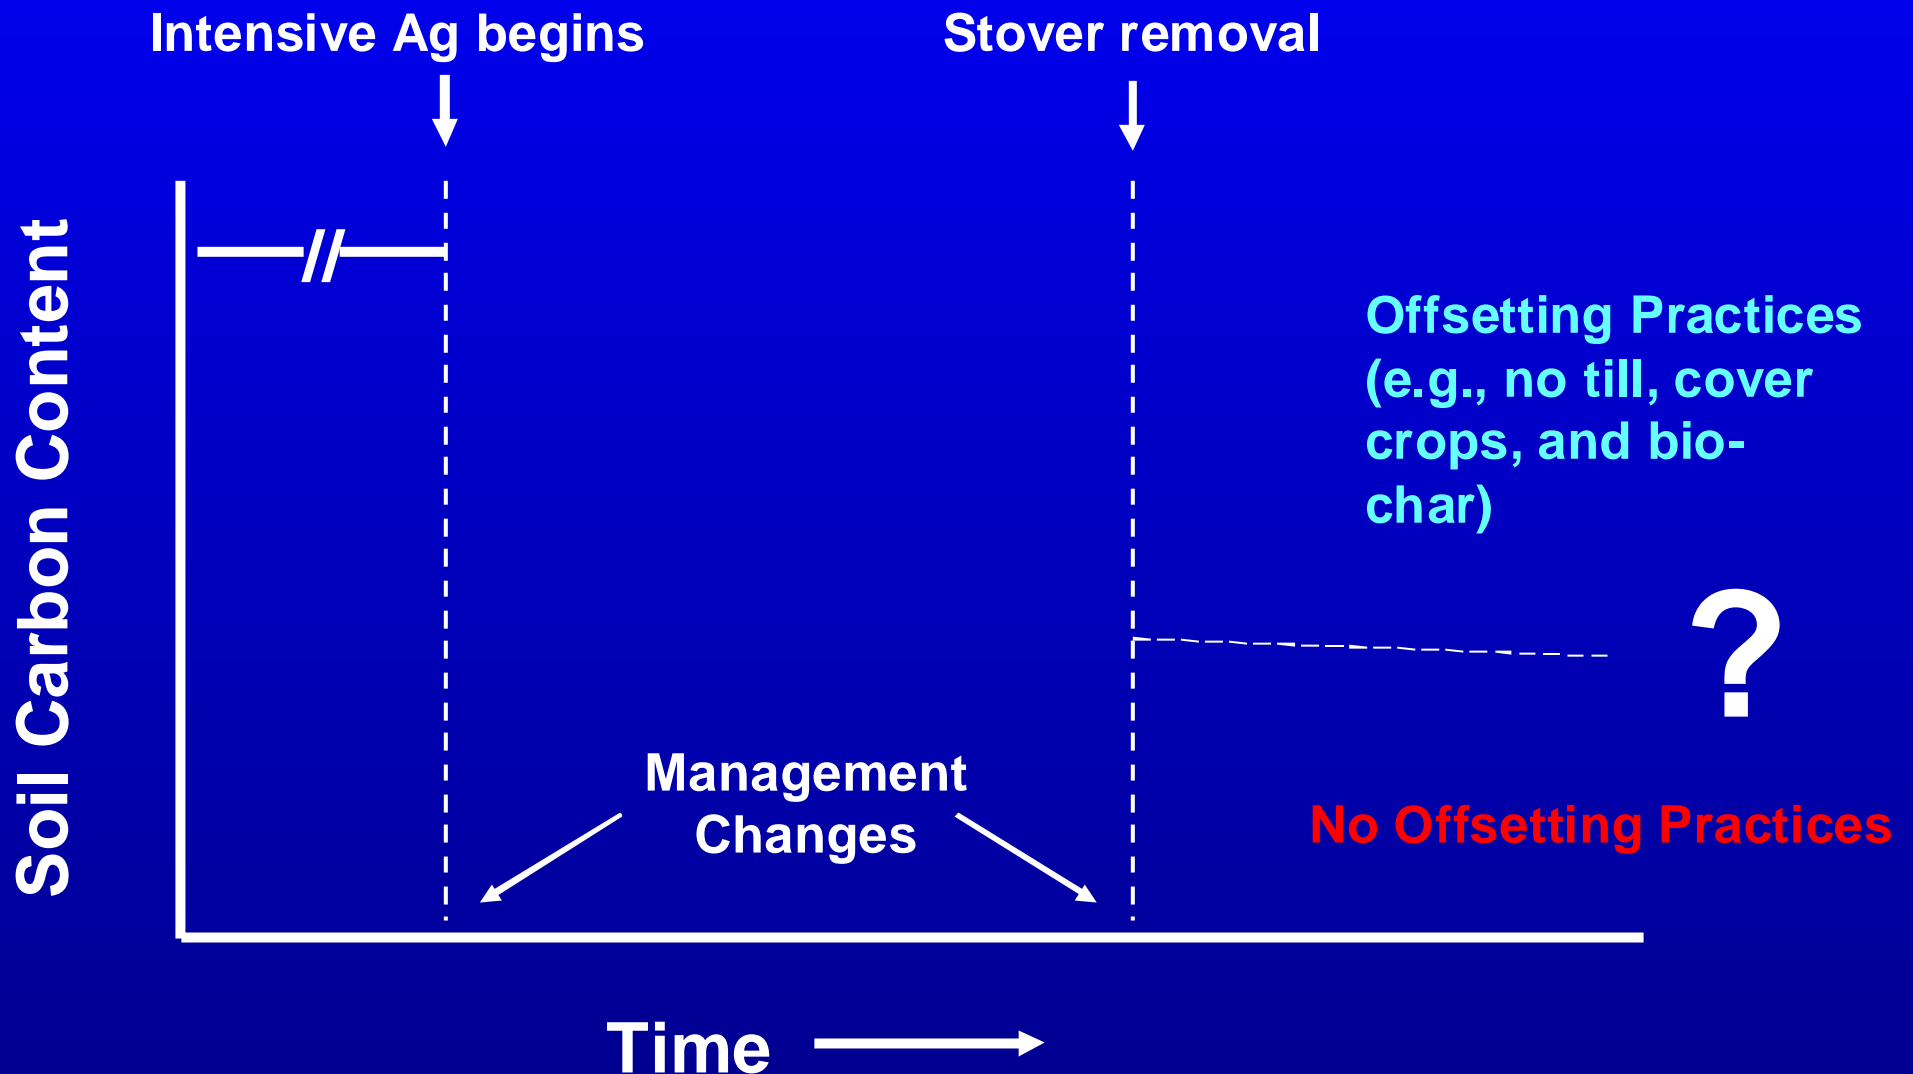 Intensive Ag begins
Stover removal
Soil Carbon Content
Offsetting Practices
(e.g., no till, cover
crops, and bio-
char)
?
Management
Changes
No Offsetting Practices
Time